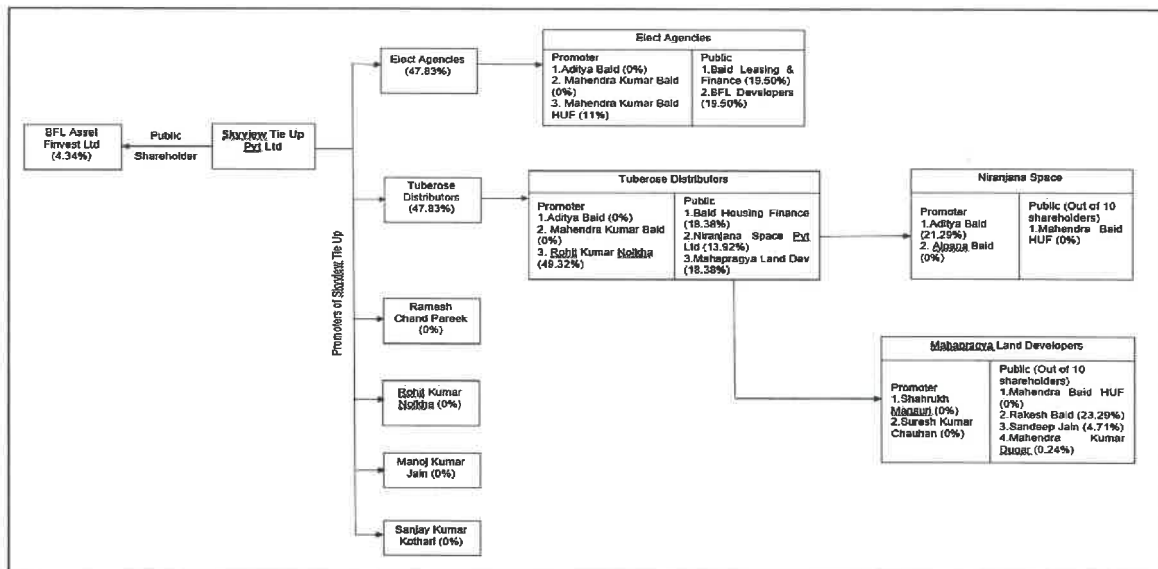 BFL Asset
Finvest Ltd
(4.34%)
Public
Shareholder
Skyview Tie Up
Pvt Ltd
Promoters of Skyview Tie Up
Elect Agencies
(47.83%)
Tuberose
Distributors
(47.83%)
Ramesh
Chand Pareek
(0%)
Rohit Kumar
Nolkha (0%)
Manoj Kumar
Jain (0%)
Sanjay Kumar
Kothari (0%)
Elect Agencies
Promoter
1.Aditya Baid (0%)
2. Mahendra Kumar Baid
(0%)
3. Mahendra Kumar Baid
HUF (11%)
Public
1.Baid Leasing &
Finance (19.50%)
2.BFL Developers
(19.50%)
Tuberose Distributors
Promoter
1.Aditya Baid (0%)
2. Mahendra Kumar Baid
(0%)
3. Rohit Kumar Nolkha
(49.32%)
Public
1.Baid Housing Finance
(18.38%)
2.Niranjana Space Pvt
Ltd (13.92%)
3.Mahapragya Land Dev
(18.38%)
Niranjana Space
Promoter
1.Aditya Baid
(21.29%)
2. Alpana Baid
(0%)
Public (Out of 10
shareholders)
1.Mahendra Baid
HUF (0%)
Mahapragya Land Developers
Promoter
1.Shahrukh
Mansuri (0%)
2.Suresh Kumar
Chauhan (0%)
Public (Out of 10
shareholders)
1.Mahendra Baid HUF
(0%)
2.Rakesh Baid (23.29%)
3.Sandeep Jain (4.71%)
4.Mahendra Kumar
Dugar (0.24%)